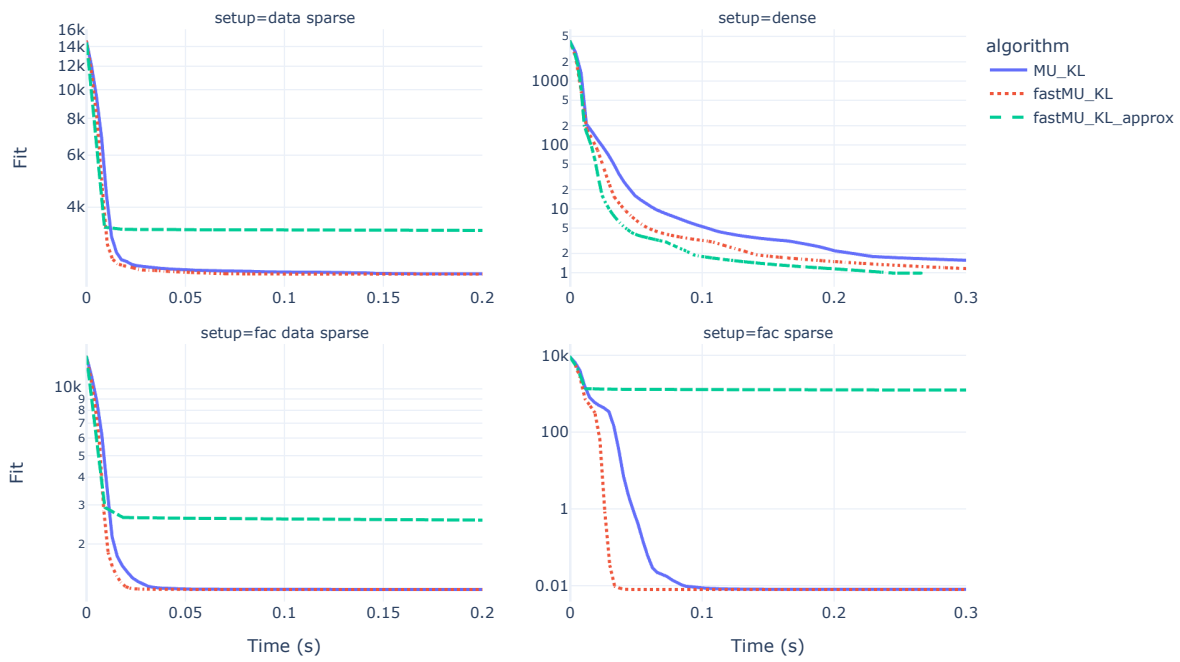 setup=data sparse
setup=dense
algorithm
MU_KL
fastMU_KL
fastMU_KL_approx
Fit
16k
14k
12k
10k
8k
6k
4k
0
0.05
0.1
0.15
0.2
5
1000
5
2
100
5
2
10
5
2
1
0
0.1
0.2
0.3
setup=fac data sparse
setup=fac sparse
Fit
10k
9
8
7
6
5
4
3
2
0
0.05
0.1
0.15
0.2
Time (s)
10k
100
1
0.01
0
0.1
0.2
0.3
Time (s)